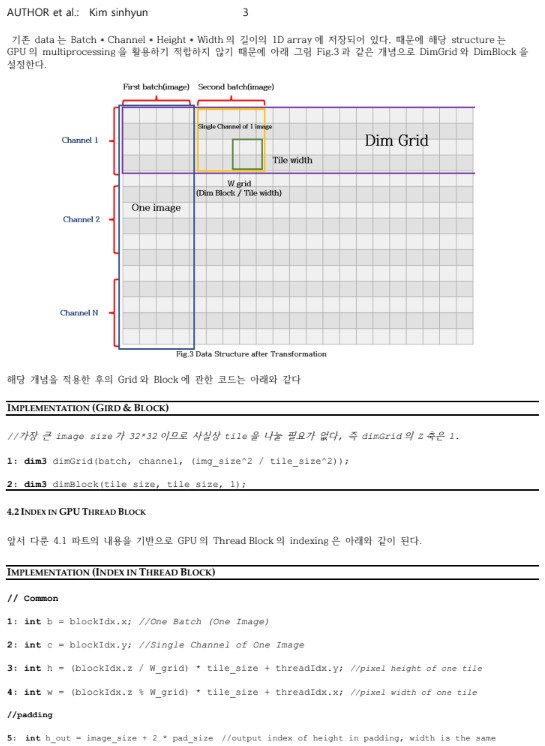 AUTHOR et al.: Kim sinhyun 3
기존 data 는 Batch * Channel * Height * Width 의 길이의 1D array 에 저장되어 있다. 때문에 해당 structure 는
GPU 의 multiprocessing 을 활용하기 적합하지 않기 때문에 아래 그림 Fig.3 과 같은 개념으로 DimGrid 와 DimBlock 을
설정한다.
First batch(image) Second batch(image)
Single Channel of 1 image
Channel 1
Dim Grid
Tile width
W grid
(Dim Block / Tile width)
One image
Channel 2
Channel N
Fig.3 Data Structure after Transformation
해당 개념을 적용한 후의 Grid 와 Block 에 관한 코드는 아래와 같다
IMPLEMENTATION (GIRD & BLOCK)
//가장 큰 image size 가 32*32 이므로 사실상 tile 을 나눌 필요가 없다, 즉 dimGrid 의 Z 축은 1.
1: dim3 dimGrid(batch, channel, (img_size^2 / tile_size^2));
2: dim3 dimBlock(tile size, tile size, 1);
4.2 INDEX IN GPU THREAD BLOCK
앞서 다룬 4.1 파트의 내용을 기반으로 GPU 의 Thread Block 의 indexing 은 아래와 같이 된다.
IMPLEMENTATION (INDEX IN THREAD BLOCK)
// Common
1: int b = blockIdx.x; //One Batch (One Image)
2: int c = blockIdx.y; //Single Channel of One Image
3: int h = (blockIdx.z / W_grid) * tile_size + threadIdx.y; //pixel height of one tile
4: int w = (blockIdx.z % W_grid) * tile_size + threadIdx.x; //pixel width of one tile
//padding
5: int h_out = image_size + 2 * pad_size //output index of height in padding, width is the same